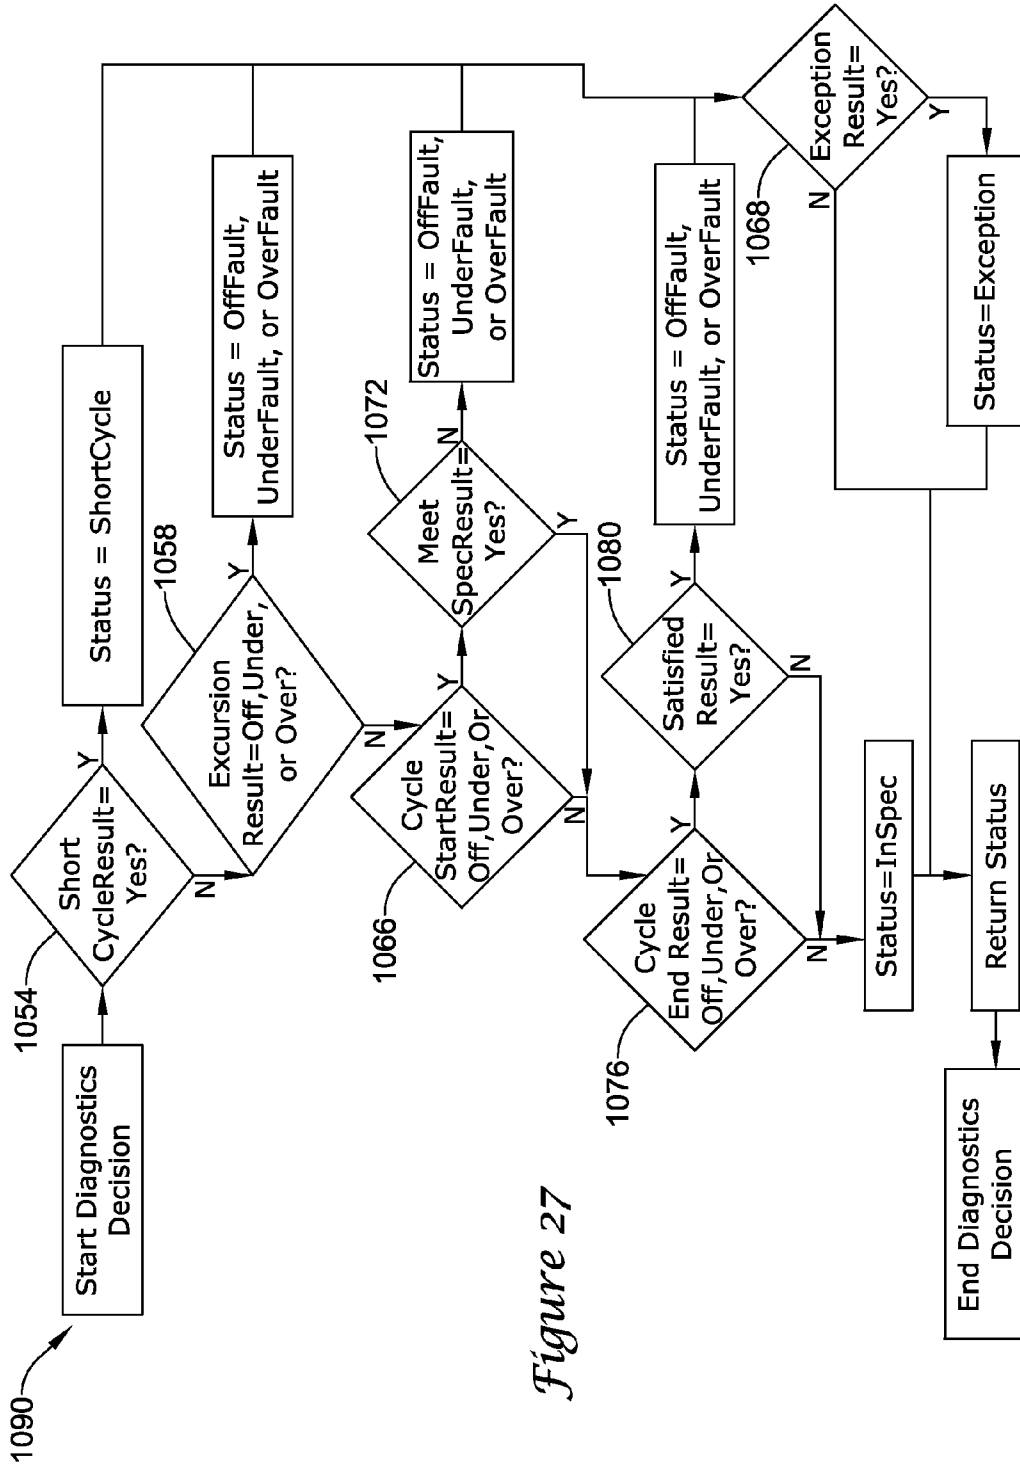 1090
Start Diagnostics
Decision
1054
Short
CycleResult=
Yes?
Y
N
Status = ShortCycle
1058
Excursion
Result=Off,Under,
or Over?
Y
N
Status = OffFault,
UnderFault, or OverFault
1066
Cycle
StartResult=
Off,Under,Or
Over?
Y
N
1072
Meet
SpecResult=
Yes?
N
Y
Status = OffFault,
UnderFault,
or OverFault
1076
Cycle
End Result=
Off,Under,Or
Over?
Y
N
1080
Satisfied
Result=
Yes?
Y
N
Status = OffFault,
UnderFault, or OverFault
1068
Exception
Result=
Yes?
N
Y
Status=InSpec
Status=Exception
Return Status
End Diagnostics
Decision
Figure 27